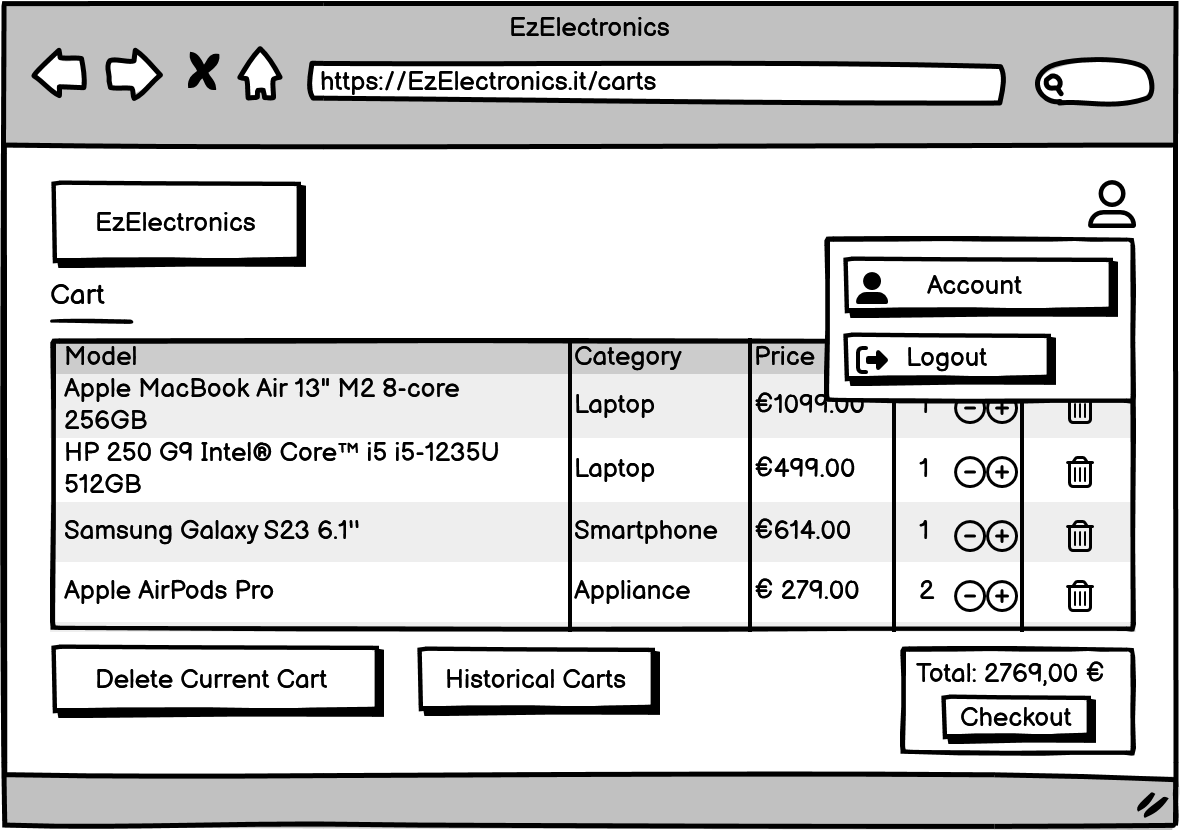 EzElectronics
https://EzElectronics.it/carts
EzElectronics
Account
Cart
Logout
Model Category Price
Apple MacBook Air 13" M2 8-core
256GB
Laptop €1099.00 1
HP 250 G9 Intel® Core™ i5 i5-1235U
512GB
Laptop €499.00 1
Samsung Galaxy S23 6.1'' Smartphone €614.00 1
Apple AirPods Pro Appliance € 279.00 2
Delete Current Cart
Historical Carts
Total: 2769,00 €
Checkout